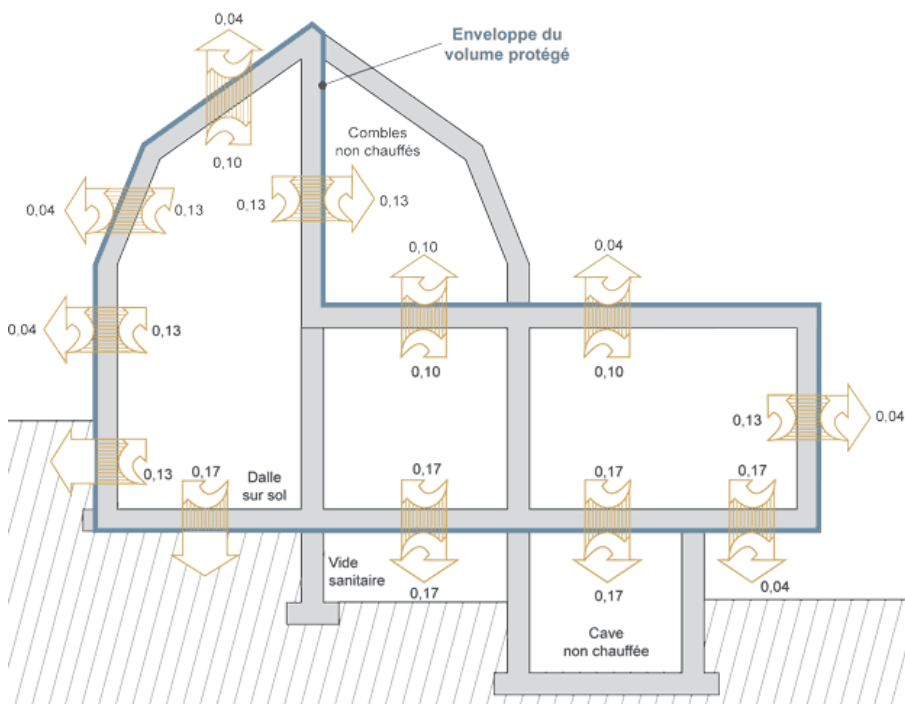 0,04
Enveloppe du
volume protégé
Combles
non chauffés
0,10
0,04
0,13
0,13
0,13
0,10
0,04
0,04
0,13
0,10
0,10
0,13
0,04
0,13
0,17
Dalle
sur sol
0,17
0,17
0,17
Vide
sanitaire
0,17
0,17
0,04
Cave
non chauffée